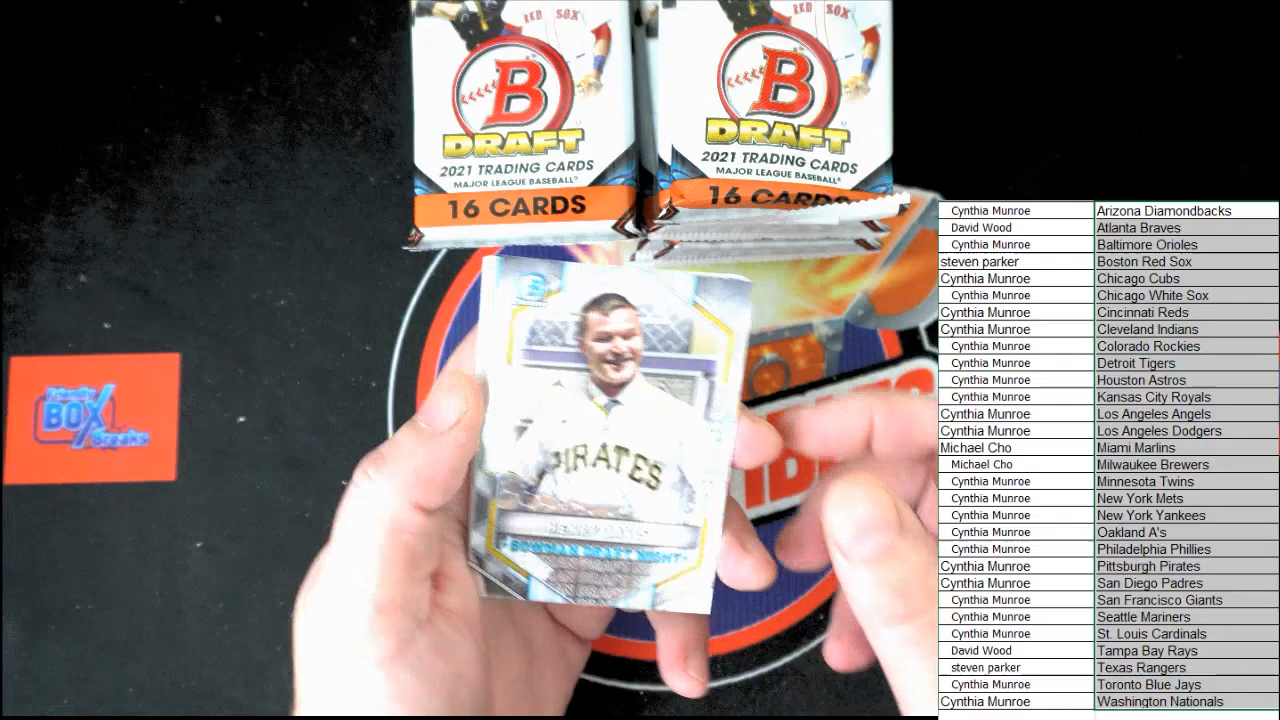 RED SOX
B
DRAFT
2021 TRADING CARDS
MAJOR LEAGUE BASEBALL
16 CARDS
RED SOX
B
DRAFT
2021 TRADING CARDS
MAJOR LEAGUE BASEBALL
16 CARDS
B
PIRATES
BOWMAN DRAFT NIGHT
BOX
Breaks
Cynthia Munroe Arizona Diamondbacks
David Wood Atlanta Braves
Cynthia Munroe Baltimore Orioles
steven parker Boston Red Sox
Cynthia Munroe Chicago Cubs
Cynthia Munroe Chicago White Sox
Cynthia Munroe Cincinnati Reds
Cynthia Munroe Cleveland Indians
Cynthia Munroe Colorado Rockies
Cynthia Munroe Detroit Tigers
Cynthia Munroe Houston Astros
Cynthia Munroe Kansas City Royals
Cynthia Munroe Los Angeles Angels
Cynthia Munroe Los Angeles Dodgers
Michael Cho Miami Marlins
Michael Cho Milwaukee Brewers
Cynthia Munroe Minnesota Twins
Cynthia Munroe New York Mets
Cynthia Munroe New York Yankees
Cynthia Munroe Oakland A's
Cynthia Munroe Philadelphia Phillies
Cynthia Munroe Pittsburgh Pirates
Cynthia Munroe San Diego Padres
Cynthia Munroe San Francisco Giants
Cynthia Munroe Seattle Mariners
Cynthia Munroe St. Louis Cardinals
David Wood Tampa Bay Rays
steven parker Texas Rangers
Cynthia Munroe Toronto Blue Jays
Cynthia Munroe Washington Nationals